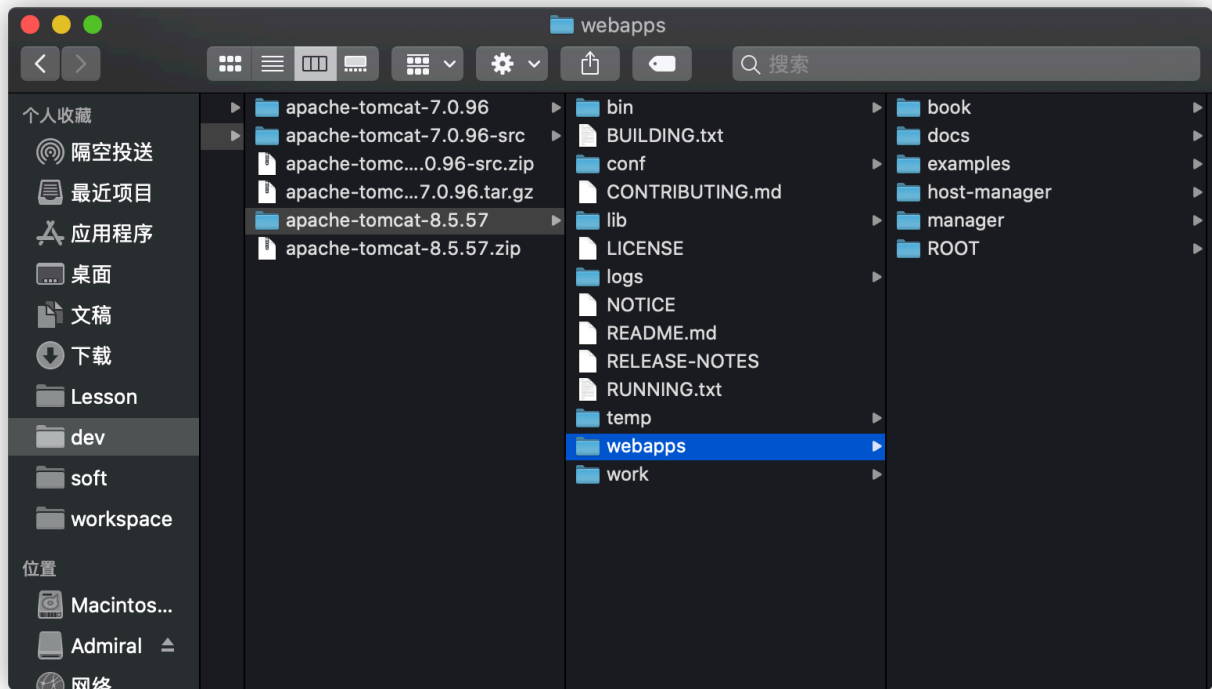 webapps
搜索
个人收藏
隔空投送
最近项目
应用程序
桌面
文稿
下载
Lesson
dev
soft
workspace
位置
Macintos...
Admiral
网络
apache-tomcat-7.0.96
apache-tomcat-7.0.96-src
apache-tomc....0.96-src.zip
apache-tomc...7.0.96.tar.gz
apache-tomcat-8.5.57
apache-tomcat-8.5.57.zip
bin
BUILDING.txt
conf
CONTRIBUTING.md
lib
LICENSE
logs
NOTICE
README.md
RELEASE-NOTES
RUNNING.txt
temp
webapps
work
book
docs
examples
host-manager
manager
ROOT